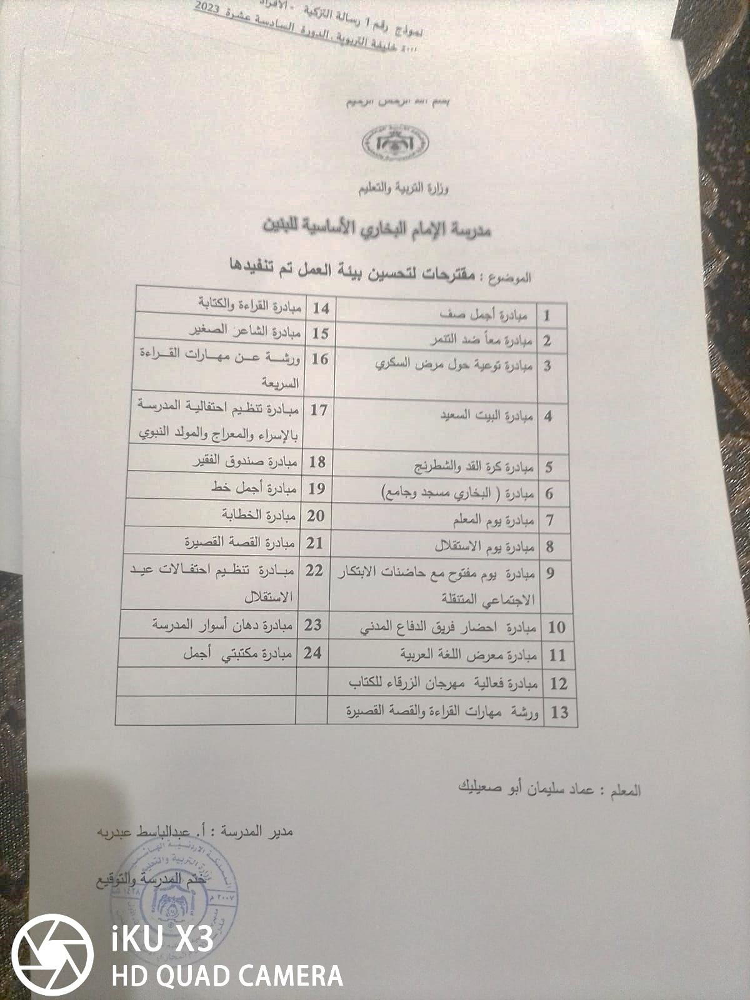 نموذج رقم 1 رسالة التزكية - الأفراد
خليفة التربوية . الدورة السادسة عشرة 2023
بسم الله الرحمن الرحيم
وزارة التربية والتعليم
مدرسة الإمام البخاري الأساسية للبنين
الموضوع : مقترحات لتحسين بيئة العمل تم تنفيدها
1 مبادرة أجمل صف
14 مبادرة القراءة والكتابة
2 مبادرة معاً ضد التنمر
15 مبادرة الشاعر الصغير
3 مبادرة توعية حول مرض السكري
16 ورشة عن مهارات القراءة
السريعة
4 مبادرة البيت السعيد
17 مبادرة تنظيم احتفالية المدرسة
بالإسراء والمعراج والمولد النبوي
5 مبادرة كرة القد والشطرنج
18 مبادرة صندوق الفقير
6 مبادرة ( البخاري مسجد وجامع)
19 مبادرة أجمل خط
7 مبادرة يوم المعلم
20 مبادرة الخطابة
8 مبادرة يوم الاستقلال
21 مبادرة القصة القصيرة
9 مبادرة يوم مفتوح مع حاضنات الابتكار
الاجتماعي المتنقلة
22 مبادرة تنظيم احتفالات عيد
الاستقلال
10 مبادرة احضار فريق الدفاع المدني
23 مبادرة دهان أسوار المدرسة
11 مبادرة معرض اللغة العربية
24 مبادرة مكتبتي أجمل
12 مبادرة فعالية مهرجان الزرقاء للكتاب
13 ورشة مهارات القراءة والقصة القصيرة
المعلم : عماد سليمان أبو صعيليك
مدير المدرسة : أ. عبدالباسط عبدربه
ختم المدرسة والتوقيع
المملكة الاردنية الهاشمية
وزارة التربية والتعليم
٢٠٠٧ م
١٤٢٨
iKU X3
HD QUAD CAMERA